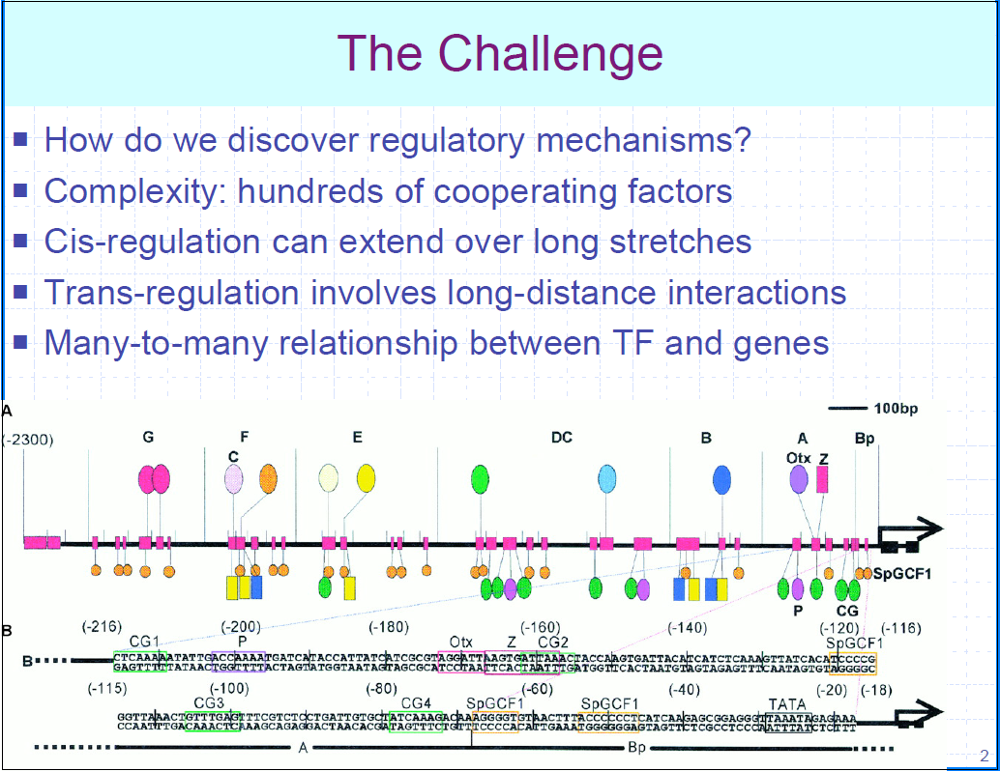 The Challenge
How do we discover regulatory mechanisms?
Complexity: hundreds of cooperating factors
Cis-regulation can extend over long stretches
Trans-regulation involves long-distance interactions
Many-to-many relationship between TF and genes
A
100bp
(-2300) G F E DC B A Bp
C Otx Z
SpGCF1
P CG
B (-216) (-200) (-180) (-160) (-140) (-120) (-116)
CG1 P Otx Z CG2 SpGCF1
B
(-115) (-100) (-80) (-60) (-40) (-20) (-18)
CG3 CG4 SpGCF1 SpGCF1 TATA
A Bp
2